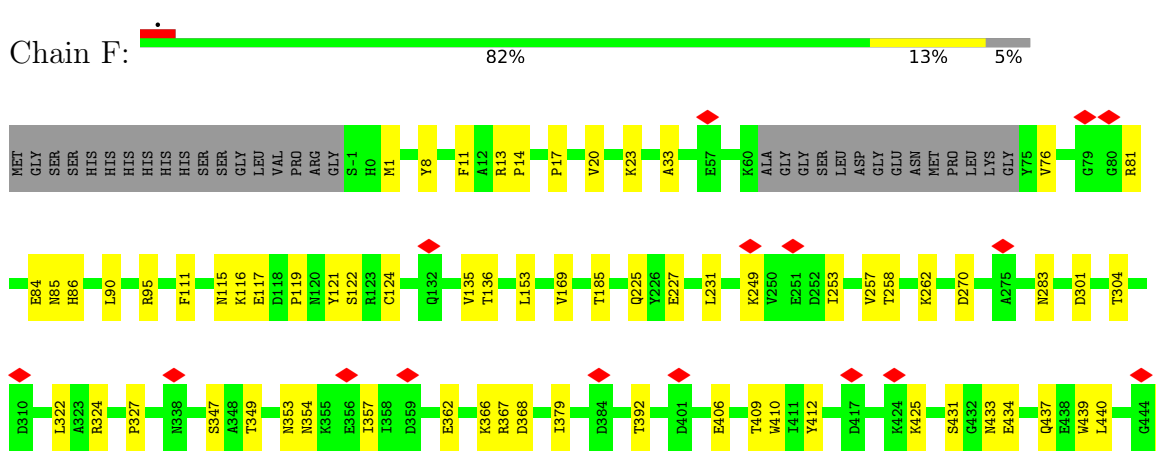 Chain F:
82% 13% 5%
MET GLY SER SER HIS HIS HIS HIS HIS HIS SER SER GLY LEU VAL PRO ARG GLY S-1 H0 M1 Y8 F11 A12 R13 P14 P17 V20 K23 A33 E57 K60 ALA GLY GLY SER LEU ASP GLY GLU ASN MET PRO LEU LYS GLY Y75 V76 G79 G80 R81
E84 N85 H86 L90 R95 F111 N115 K116 E117 D118 P119 N120 Y121 S122 R123 C124 Q132 V135 T136 L153 V169 T185 Q225 Y226 E227 L231 K249 V250 E251 D252 I253 V257 T258 K262 D270 A275 N283 D301 T304
D310 L322 A323 R324 P327 N338 S347 A348 T349 N353 N354 K355 E356 I357 I358 D359 E362 K366 R367 D368 I379 D384 T392 D401 E406 T409 W410 I411 Y412 D417 K424 K425 S431 G432 N433 E434 Q437 E438 W439 L440 G444